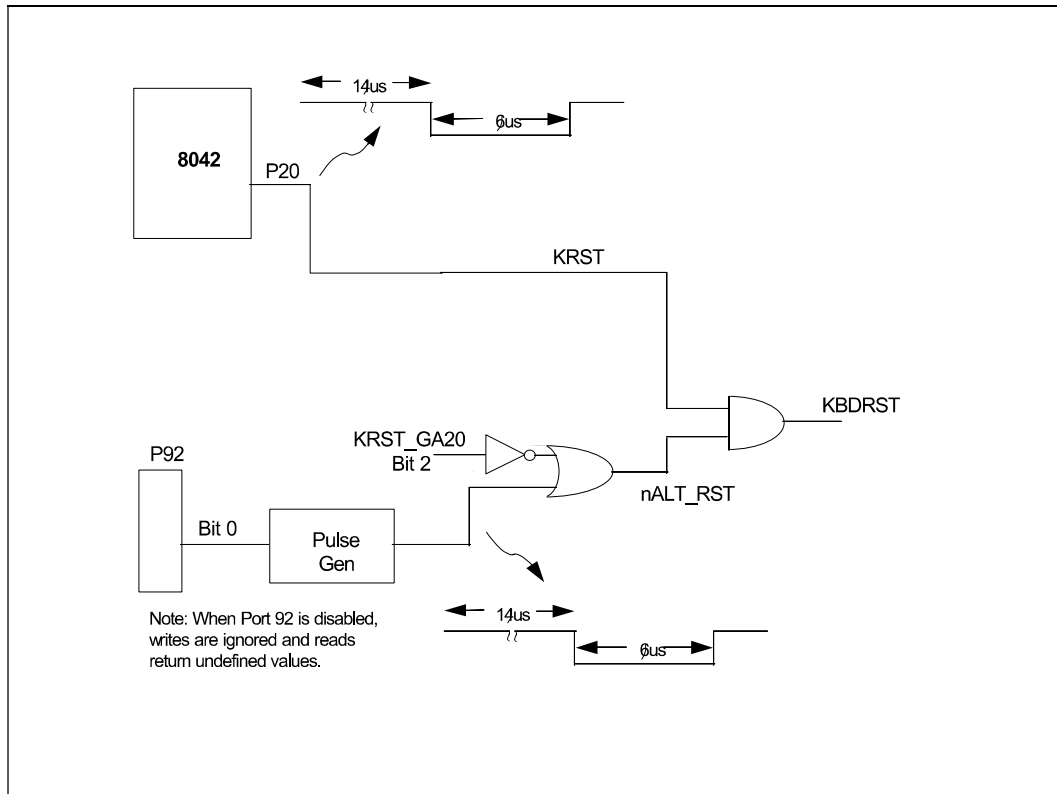 14us
6us
8042
P20
KRST
KBDRST
KRST_GA20
Bit 2
P92
nALT_RST
Bit 0
Pulse
Gen
14us
6us
Note: When Port 92 is disabled,
writes are ignored and reads
return undefined values.